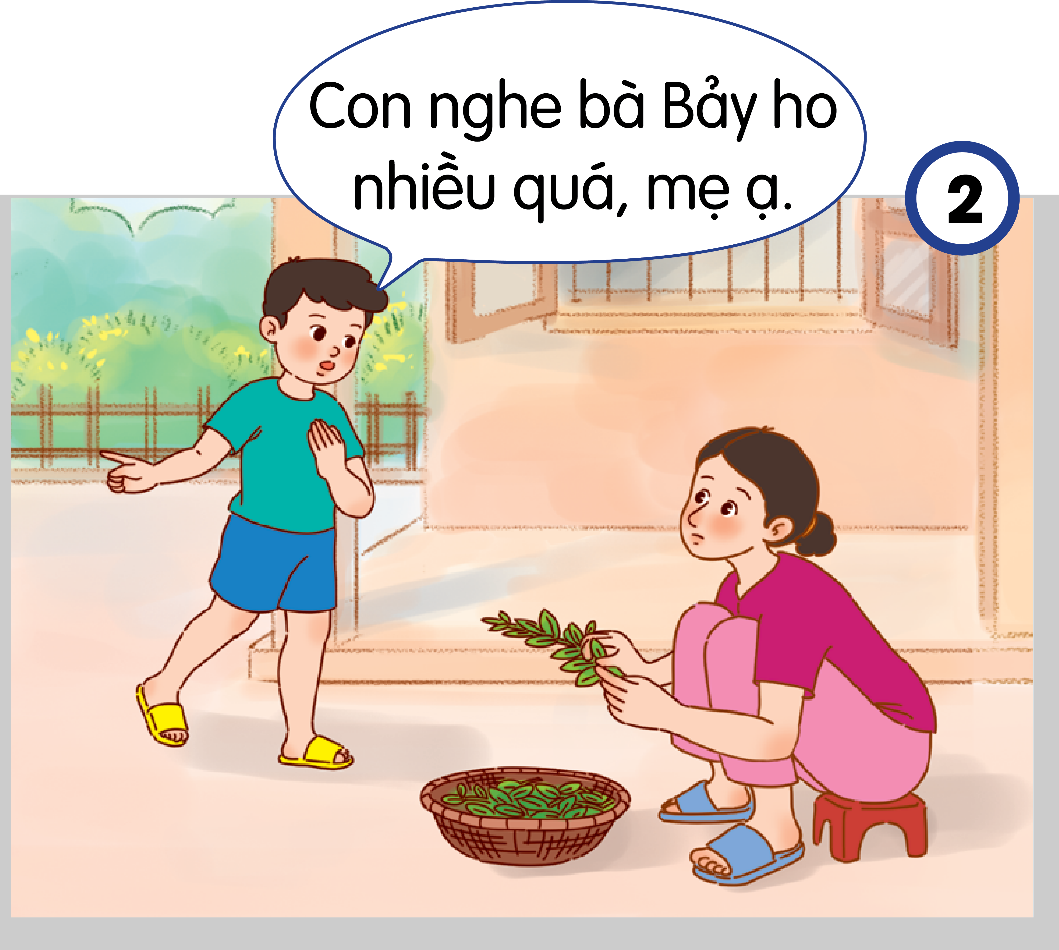 Con nghe bà Bảy ho
nhiều quá, mẹ ạ.
2